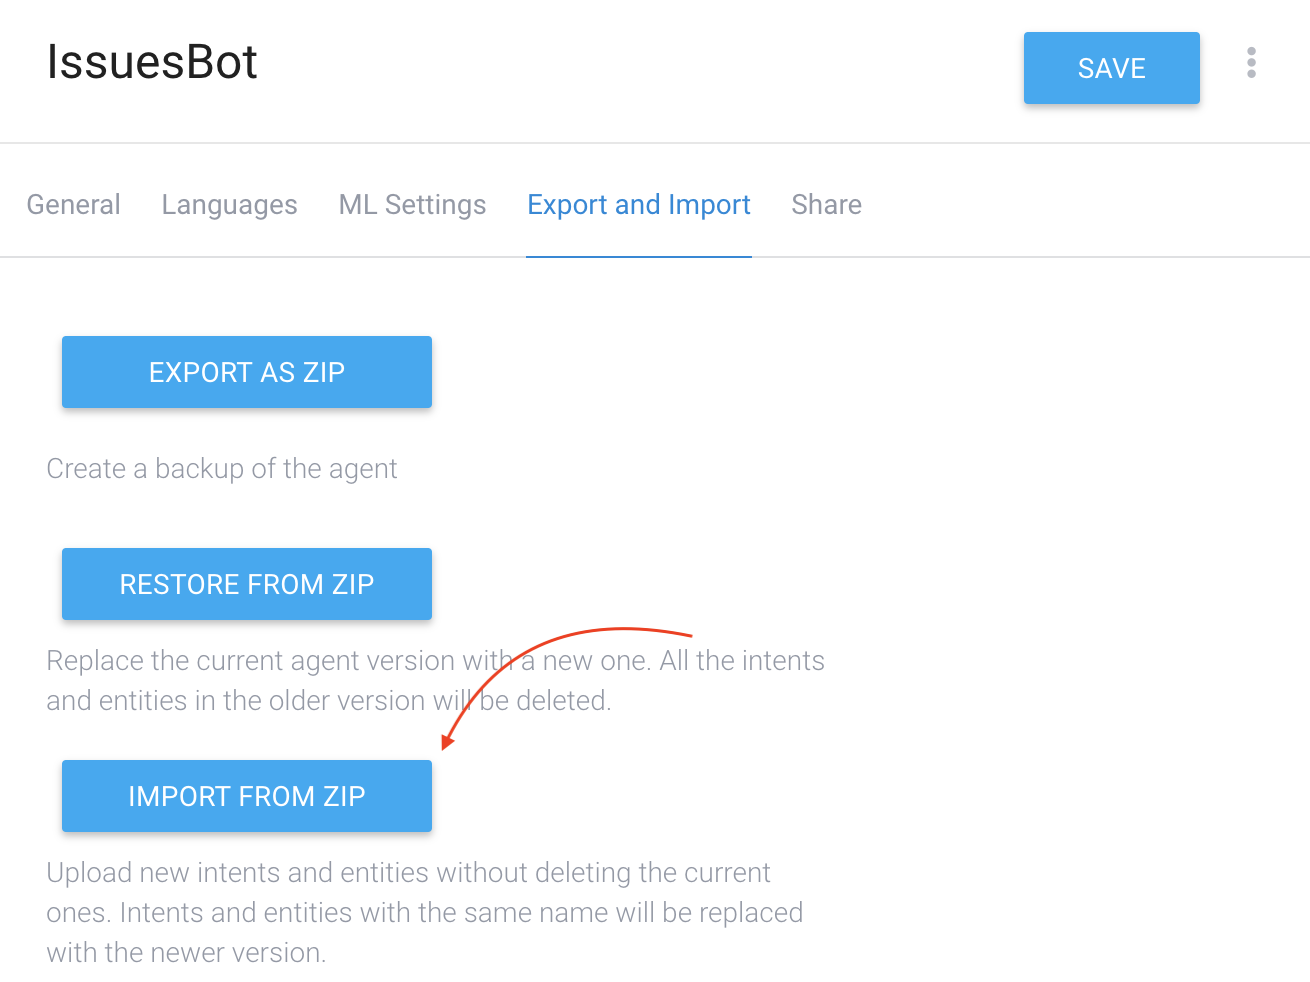 IssuesBot
SAVE
General Languages ML Settings Export and Import Share
EXPORT AS ZIP
Create a backup of the agent
RESTORE FROM ZIP
Replace the current agent version with a new one. All the intents
and entities in the older version will be deleted.
IMPORT FROM ZIP
Upload new intents and entities without deleting the current
ones. Intents and entities with the same name will be replaced
with the newer version.